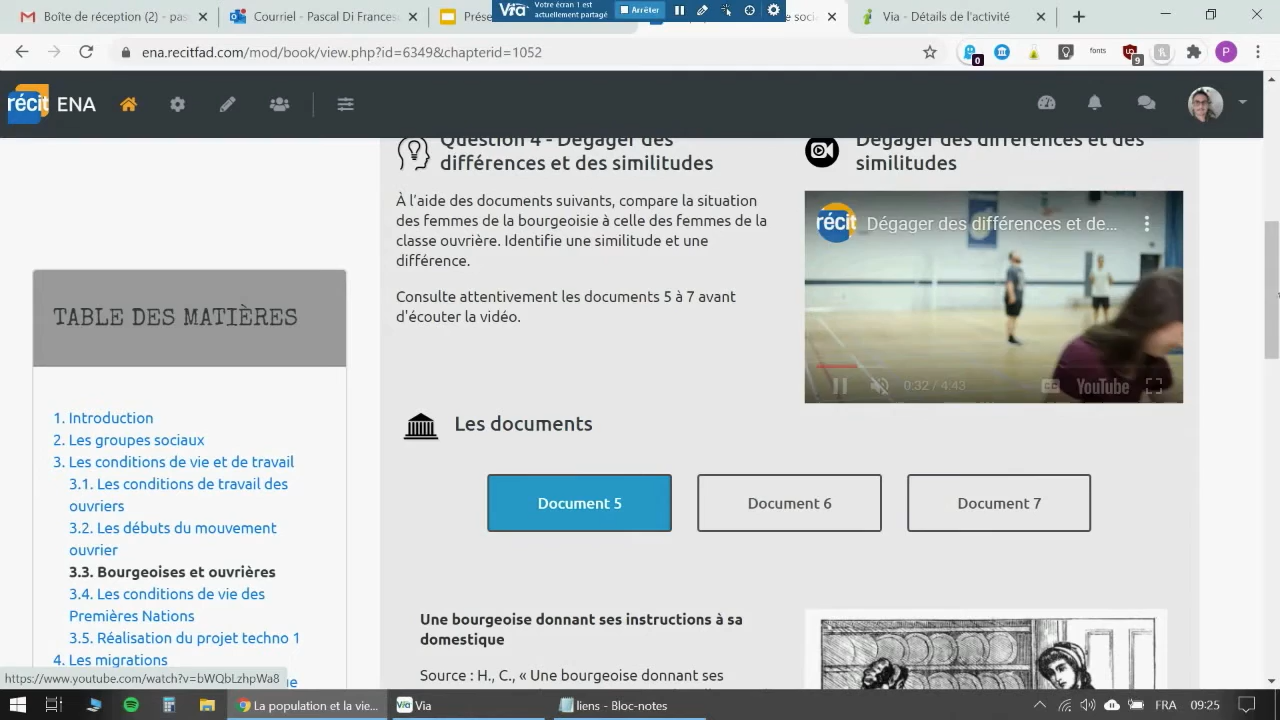 Boîte de réception
Courriel - Pascal Di Frances
Prése
Via
Votre écran 1 est
actuellement partagé
Arrêter
soci
Via - Détails de l'activité
ena.recitfad.com/mod/book/view.php?id=6349&chapterid=1052
0
fonts
9
P
récit
ENA
Question 4 - Dégager des
différences et des similitudes
À l'aide des documents suivants, compare la situation
des femmes de la bourgeoisie à celle des femmes de la
classe ouvrière. Identifie une similitude et une
différence.
Consulte attentivement les documents 5 à 7 avant
d'écouter la vidéo.
Dégager des différences et des
similitudes
récit
Dégager des différences et de...
0:32 / 4:43
CC
YouTube
Les documents
Document 5
Document 6
Document 7
Une bourgeoise donnant ses instructions à sa
domestique
Source : H., C., « Une bourgeoise donnant ses
TABLE DES MATIÈRES
1. Introduction
2. Les groupes sociaux
3. Les conditions de vie et de travail
3.1. Les conditions de travail des
ouvriers
3.2. Les débuts du mouvement
ouvrier
3.3. Bourgeoises et ouvrières
3.4. Les conditions de vie des
Premières Nations
3.5. Réalisation du projet techno 1
4. Les migrations
https://www.youtube.com/watch?v=bWQbLzhpWa8
ue
La population et la vie...
Via
Via
liens - Bloc-notes
FRA
09:25